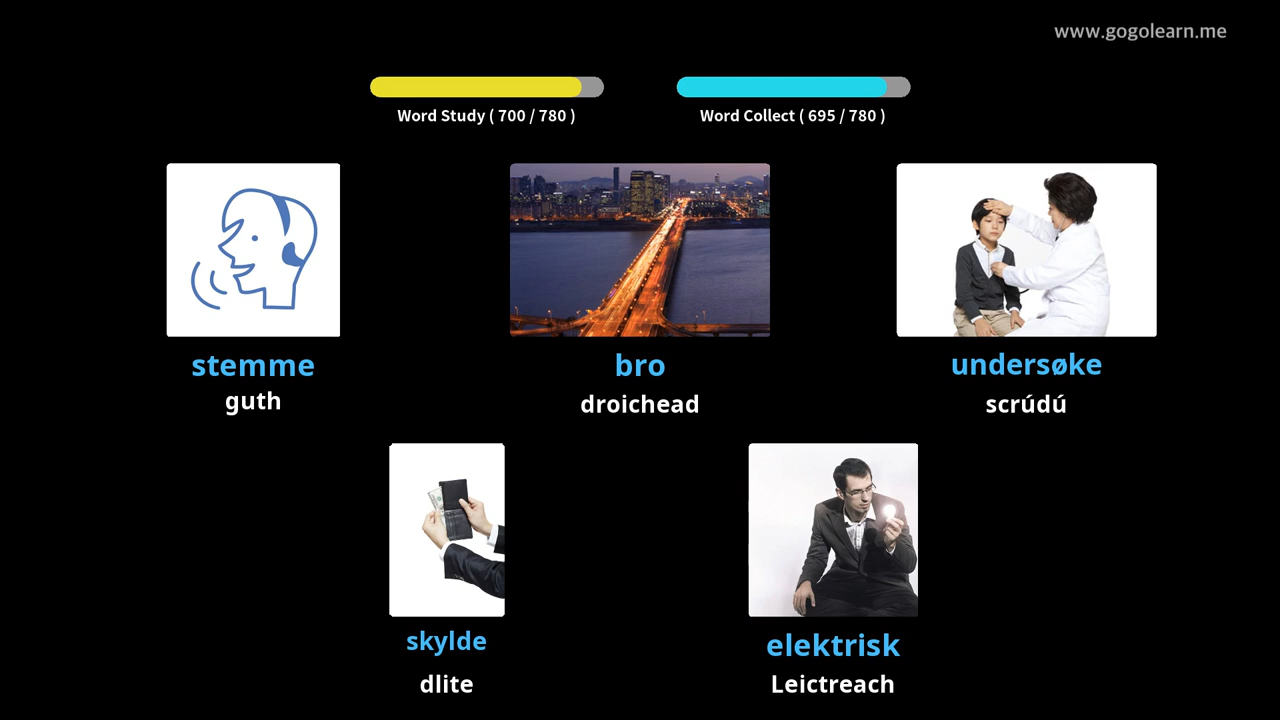 www.gogolearn.me
Word Study ( 700 / 780 )
Word Collect ( 695 / 780 )
stemme
guth
bro
droichead
undersøke
scrúdú
skylde
dlite
elektrisk
Leictreach